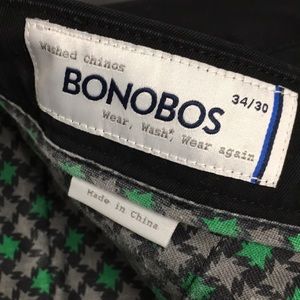 Washed Chinos
BONOBOS
34/30
Wear, Wash*, Wear again
Made in China